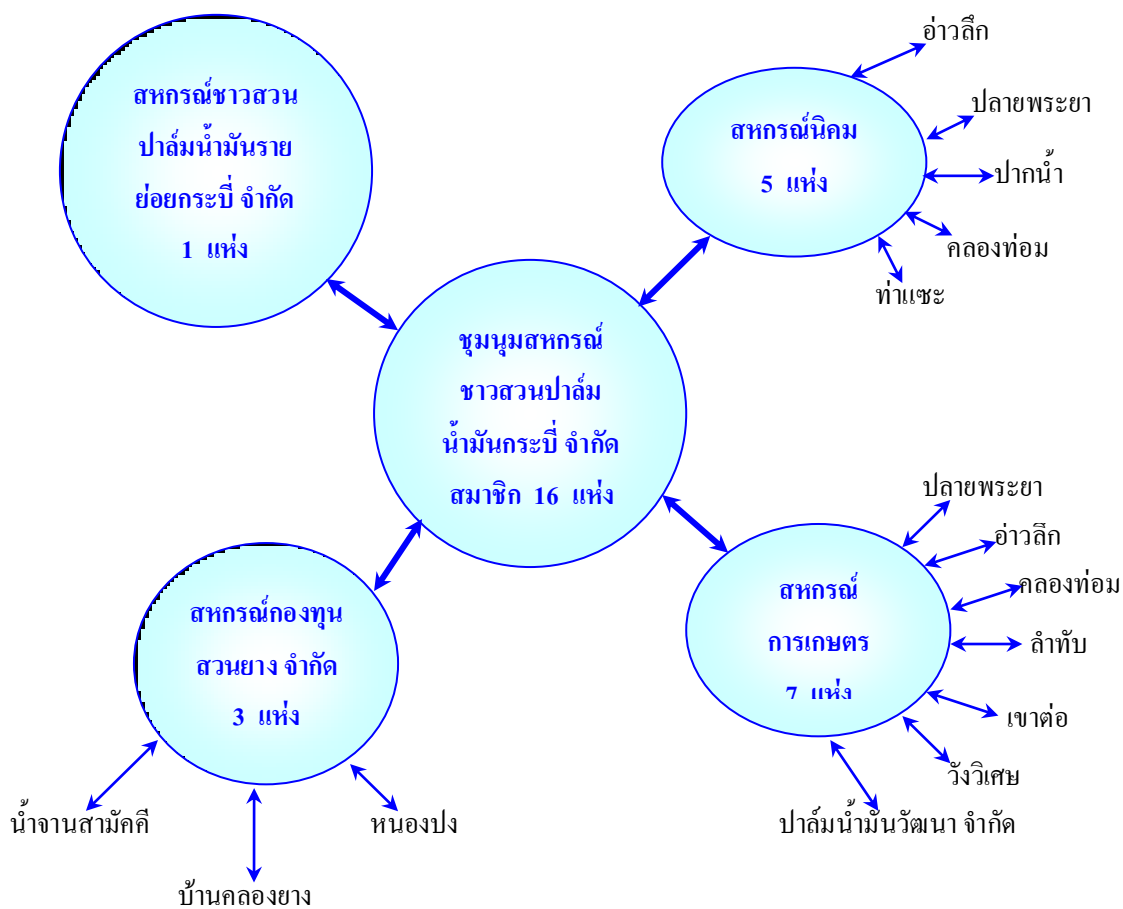 สหกรณ์ชาวสวน
ปาล์มน้ำมันราย
ย่อยกระบี่ จำกัด
1 แห่ง
สหกรณ์นิคม
5 แห่ง
อ่าวลึก
ปลายพระยา
ปากน้ำ
คลองท่อม
ท่าแซะ
ชุมนุมสหกรณ์
ชาวสวนปาล์ม
น้ำมันกระบี่ จำกัด
สมาชิก 16 แห่ง
สหกรณ์กองทุน
สวนยาง จำกัด
3 แห่ง
น้ำจานสามัคคี
บ้านคลองยาง
หนองปง
สหกรณ์
การเกษตร
7 แห่ง
ปลายพระยา
อ่าวลึก
คลองท่อม
ลำทับ
เขาต่อ
วังวิเศษ
ปาล์มน้ำมันวัฒนา จำกัด